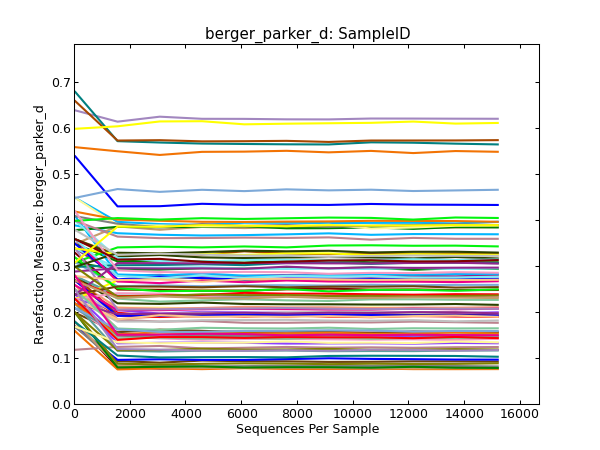 berger_parker_d: SampleID
Rarefaction Measure: berger_parker_d
0.7
0.6
0.5
0.4
0.3
0.2
0.1
0.0
0 2000 4000 6000 8000 10000 12000 14000 16000
Sequences Per Sample